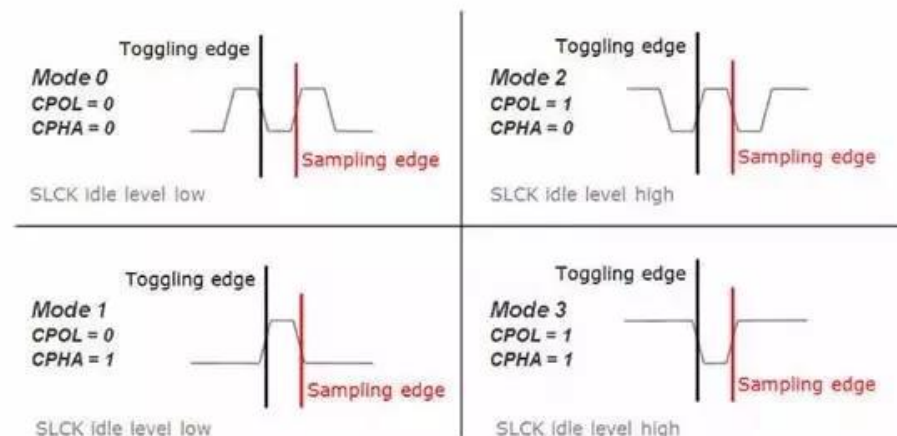 Toggling edge
Mode 0
CPOL = 0
CPHA = 0
Sampling edge
SLCK idle level low
Toggling edge
Mode 2
CPOL = 1
CPHA = 0
Sampling edge
SLCK idle level high
Toggling edge
Mode 1
CPOL = 0
CPHA = 1
Sampling edge
SLCK idle level low
Toggling edge
Mode 3
CPOL = 1
CPHA = 1
Sampling edge
SLCK idle level high